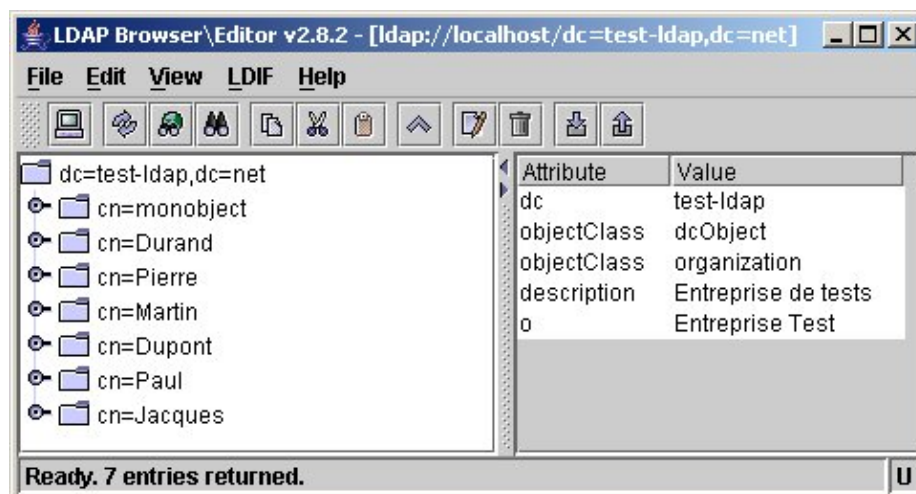 LDAP Browser\Editor v2.8.2 - [ldap://localhost/dc=test-ldap,dc=net]
File Edit View LDIF Help
dc=test-ldap,dc=net
cn=monobject
cn=Durand
cn=Pierre
cn=Martin
cn=Dupont
cn=Paul
cn=Jacques
Attribute Value
dc test-ldap
objectClass dcObject
objectClass organization
description Entreprise de tests
o Entreprise Test
Ready. 7 entries returned.
U